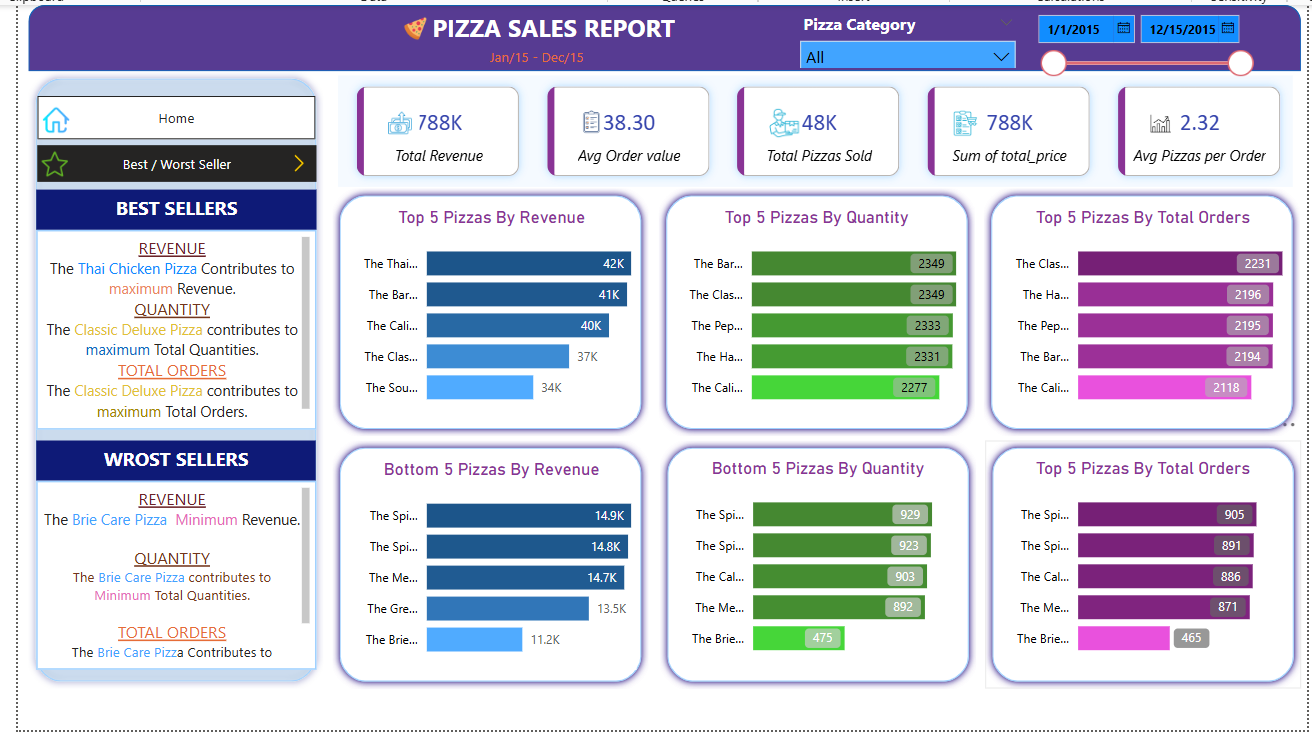 PIZZA SALES REPORT
Jan/15 - Dec/15
Pizza Category
All
1/1/2015
12/15/2015
Home
Best / Worst Seller
BEST SELLERS
REVENUE
The Thai Chicken Pizza Contributes to
maximum Revenue.
QUANTITY
The Classic Deluxe Pizza contributes to
maximum Total Quantities.
TOTAL ORDERS
The Classic Deluxe Pizza contributes to
maximum Total Orders.
WROST SELLERS
REVENUE
The Brie Care Pizza Minimum Revenue.
QUANTITY
The Brie Care Pizza contributes to
Minimum Total Quantities.
TOTAL ORDERS
The Brie Care Pizza Contributes to
788K
Total Revenue
38.30
Avg Order value
48K
Total Pizzas Sold
788K
Sum of total_price
2.32
Avg Pizzas per Order
Top 5 Pizzas By Revenue
The Thai... 42K
The Bar... 41K
The Cali... 40K
The Clas... 37K
The Sou... 34K
Top 5 Pizzas By Quantity
The Bar... 2349
The Clas... 2349
The Pep... 2333
The Ha... 2331
The Cali... 2277
Top 5 Pizzas By Total Orders
The Clas... 2231
The Ha... 2196
The Pep... 2195
The Bar... 2194
The Cali... 2118
Bottom 5 Pizzas By Revenue
The Spi... 14.9K
The Spi... 14.8K
The Me... 14.7K
The Gre... 13.5K
The Brie... 11.2K
Bottom 5 Pizzas By Quantity
The Spi... 929
The Spi... 923
The Cal... 903
The Me... 892
The Brie... 475
Top 5 Pizzas By Total Orders
The Spi... 905
The Spi... 891
The Cal... 886
The Me... 871
The Brie... 465